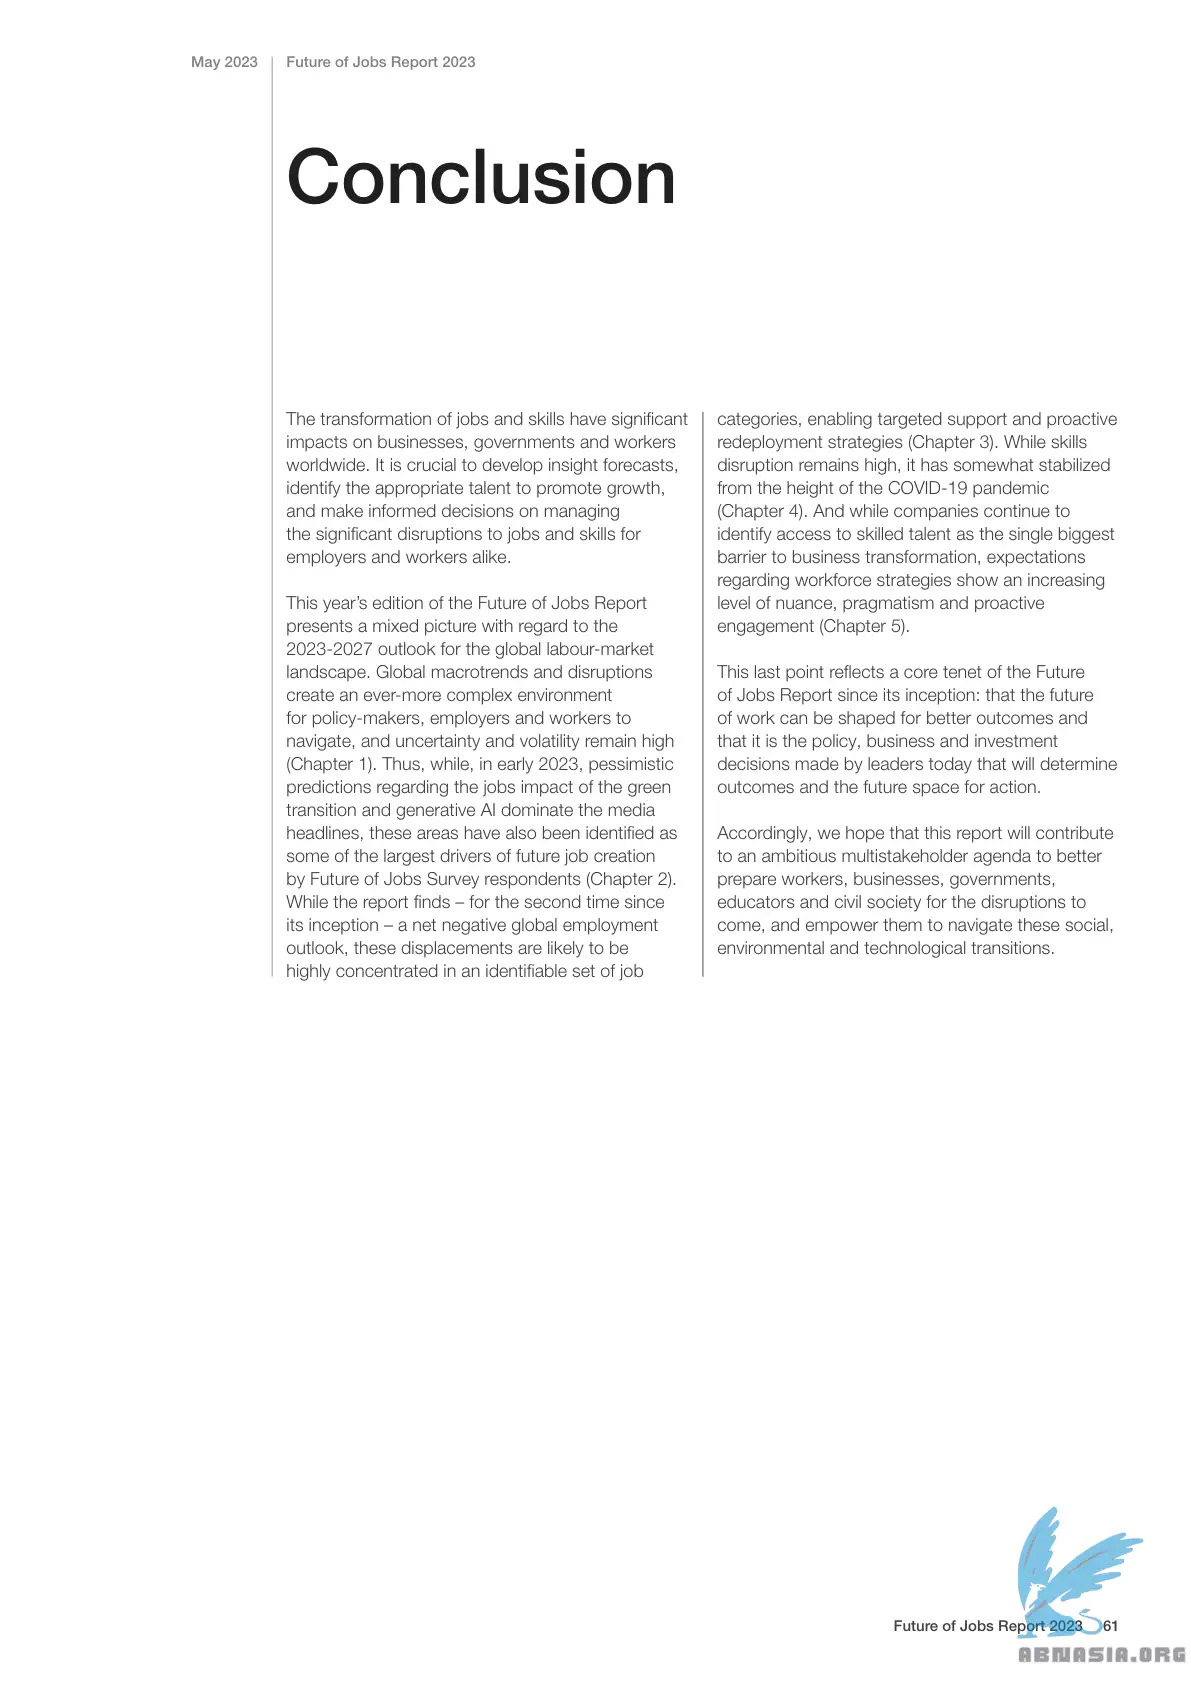 May 2023
Future of Jobs Report 2023
Conclusion
The transformation of jobs and skills have significant
impacts on businesses, governments and workers
worldwide. It is crucial to develop insight forecasts,
identify the appropriate talent to promote growth,
and make informed decisions on managing
the significant disruptions to jobs and skills for
employers and workers alike.
This year's edition of the Future of Jobs Report
presents a mixed picture with regard to the
2023-2027 outlook for the global labour-market
landscape. Global macrotrends and disruptions
create an ever-more complex environment
for policy-makers, employers and workers to
navigate, and uncertainty and volatility remain high
(Chapter 1). Thus, while, in early 2023, pessimistic
predictions regarding the jobs impact of the green
transition and generative AI dominate the media
headlines, these areas have also been identified as
some of the largest drivers of future job creation
by Future of Jobs Survey respondents (Chapter 2).
While the report finds – for the second time since
its inception – a net negative global employment
outlook, these displacements are likely to be
highly concentrated in an identifiable set of job
categories, enabling targeted support and proactive
redeployment strategies (Chapter 3). While skills
disruption remains high, it has somewhat stabilized
from the height of the COVID-19 pandemic
(Chapter 4). And while companies continue to
identify access to skilled talent as the single biggest
barrier to business transformation, expectations
regarding workforce strategies show an increasing
level of nuance, pragmatism and proactive
engagement (Chapter 5).
This last point reflects a core tenet of the Future
of Jobs Report since its inception: that the future
of work can be shaped for better outcomes and
that it is the policy, business and investment
decisions made by leaders today that will determine
outcomes and the future space for action.
Accordingly, we hope that this report will contribute
to an ambitious multistakeholder agenda to better
prepare workers, businesses, governments,
educators and civil society for the disruptions to
come, and empower them to navigate these social,
environmental and technological transitions.
Future of Jobs Report 2023 61
ABNASIA.ORG